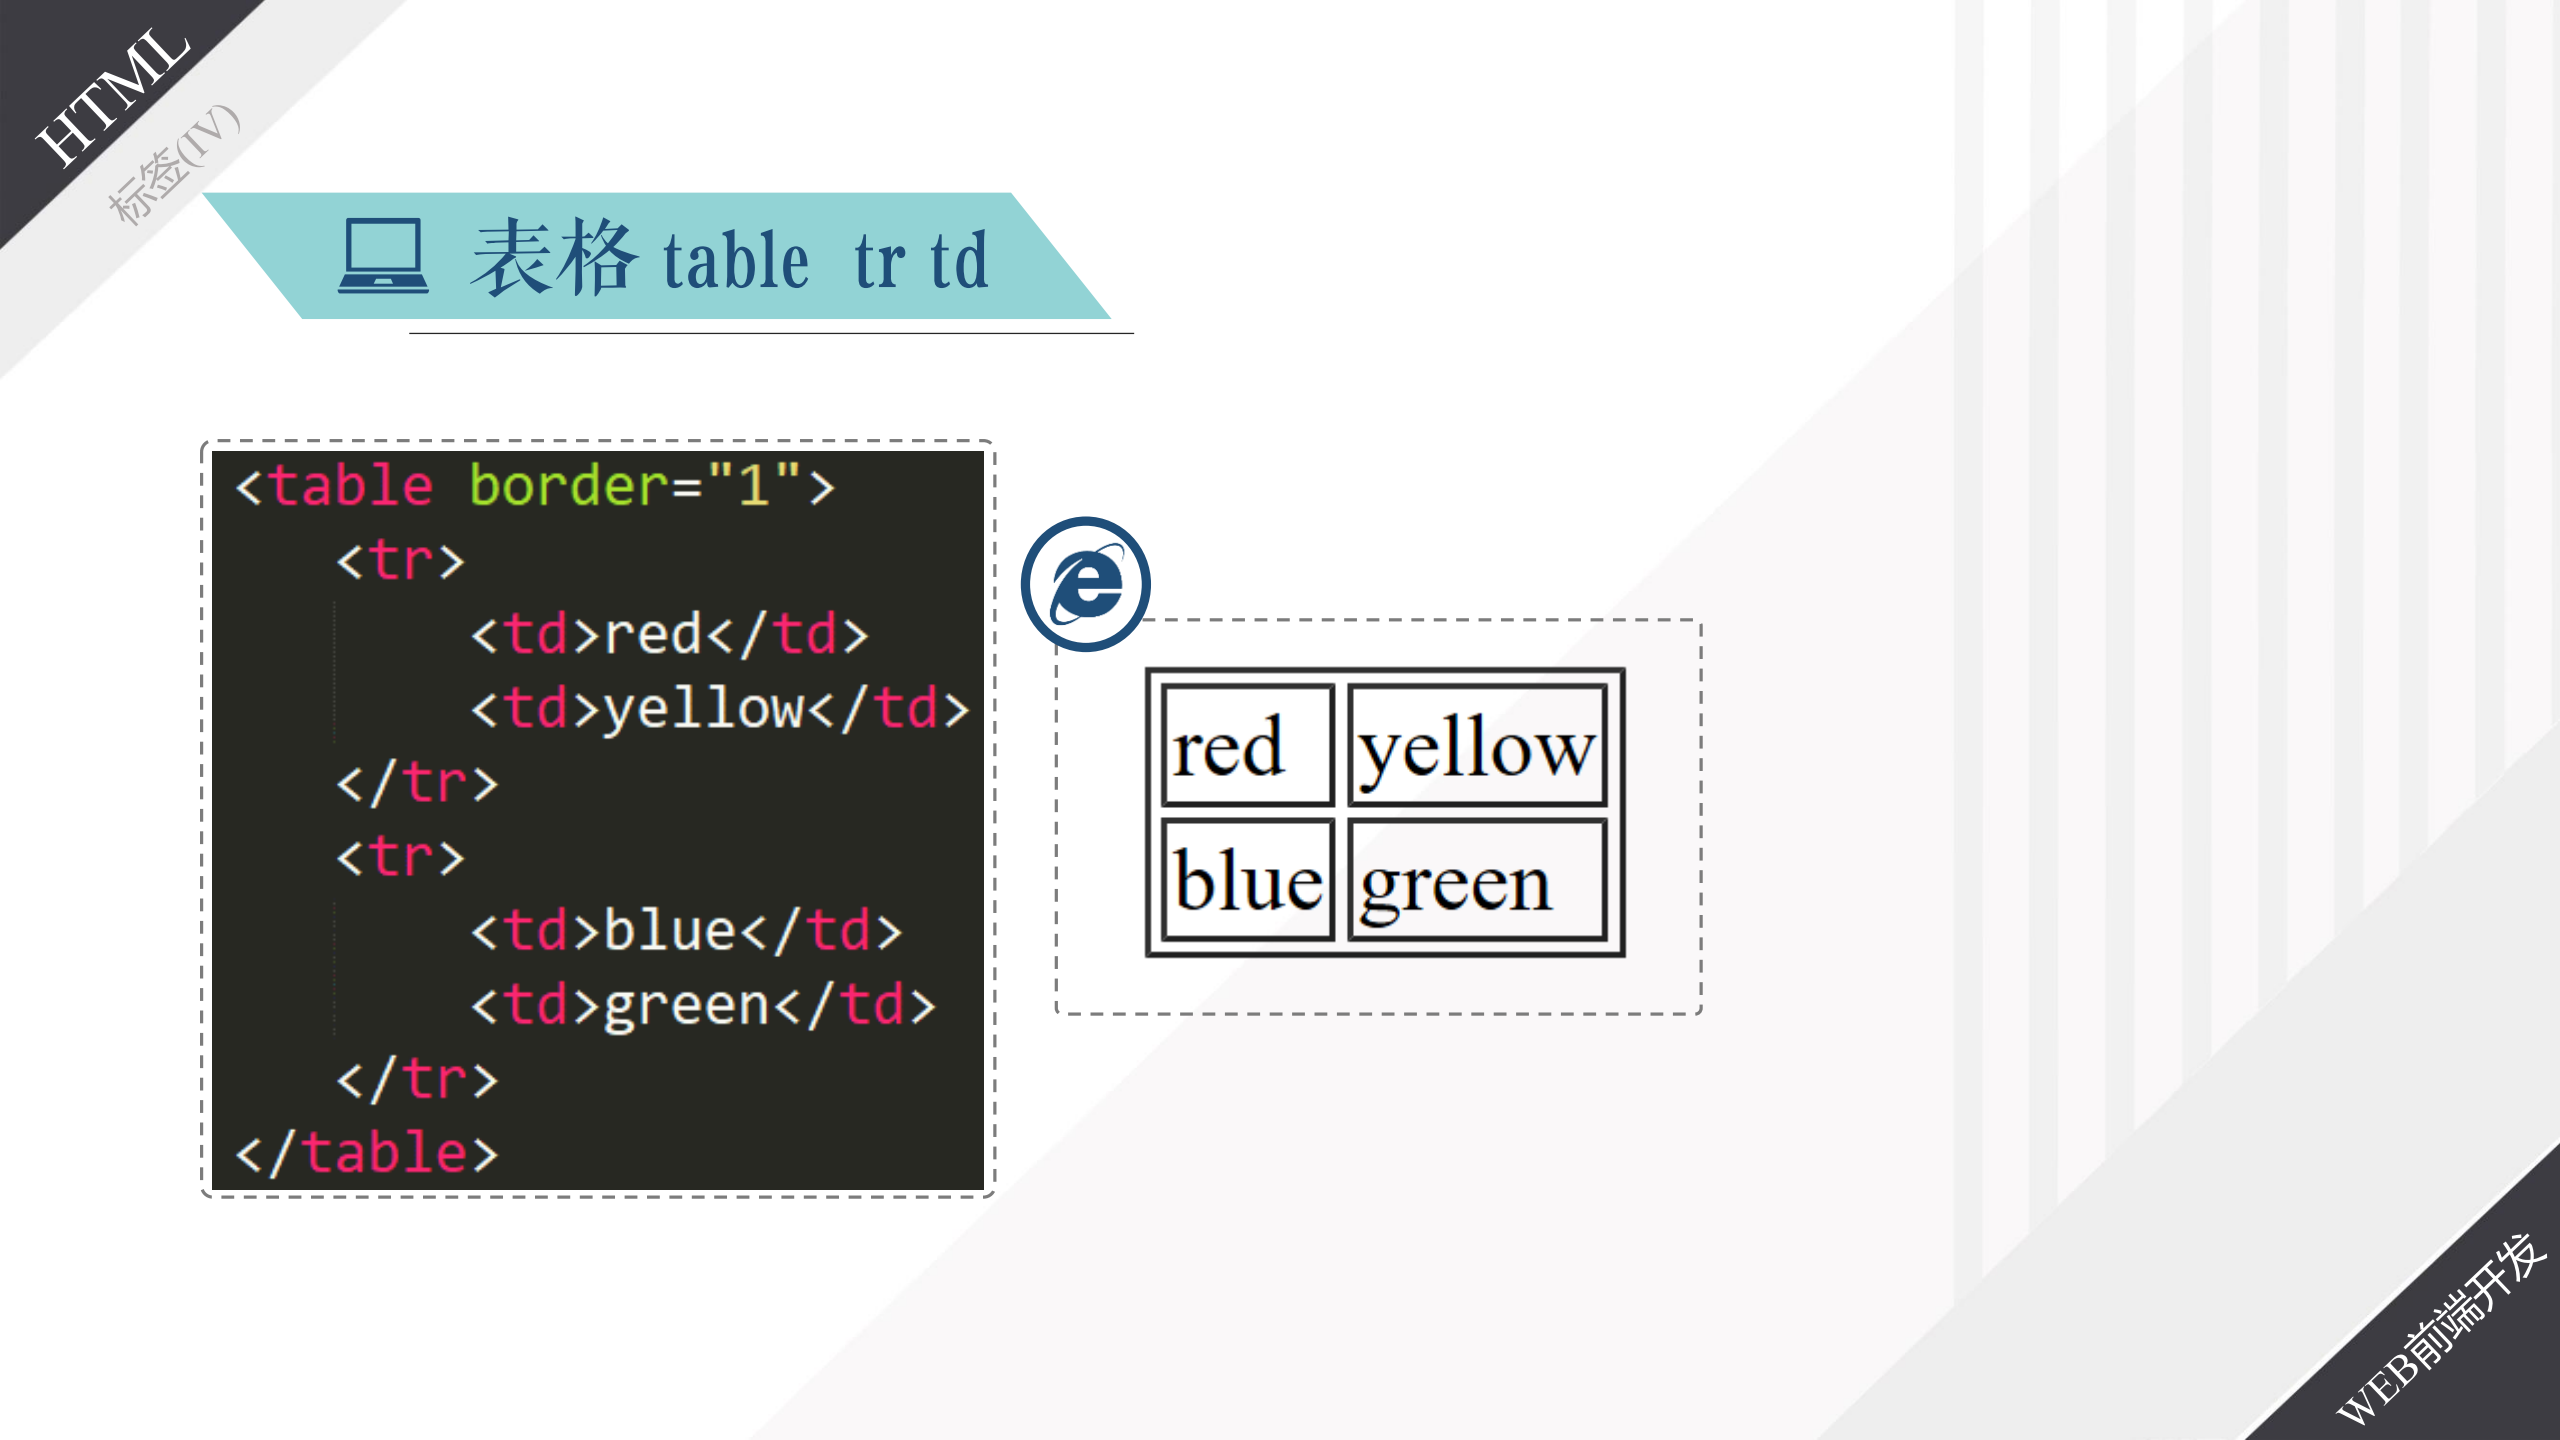 HTML
标签(IV)
表格 table tr td
<table border="1">
<tr>
<td>red</td>
<td>yellow</td>
</tr>
<tr>
<td>blue</td>
<td>green</td>
</tr>
</table>
red yellow
blue green
WEB前端开发